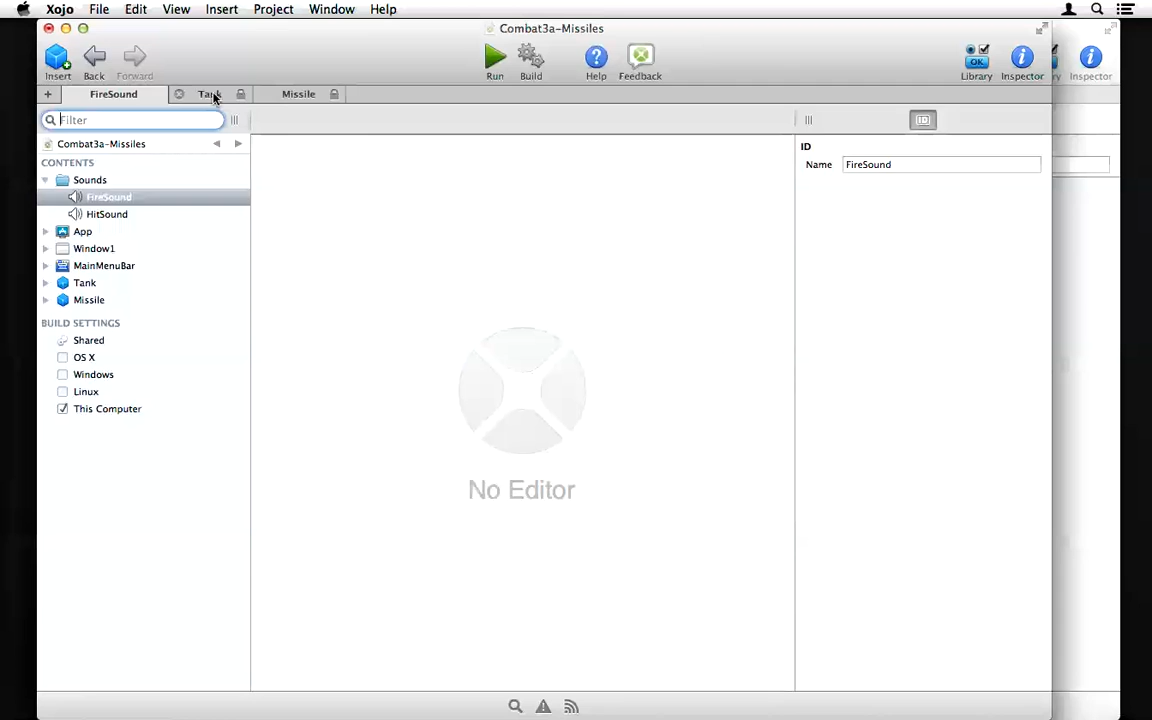 Xojo File Edit View Insert Project Window Help
Combat3a-Missiles
Insert Back Forward Run Build Help Feedback Library Inspector Inspector
+ FireSound Tank Missile
Filter
ID
Combat3a-Missiles
ID
Name FireSound
CONTENTS
Sounds
FireSound
HitSound
App
Window1
MainMenuBar
Tank
Missile
BUILD SETTINGS
Shared
OS X
Windows
Linux
This Computer
No Editor